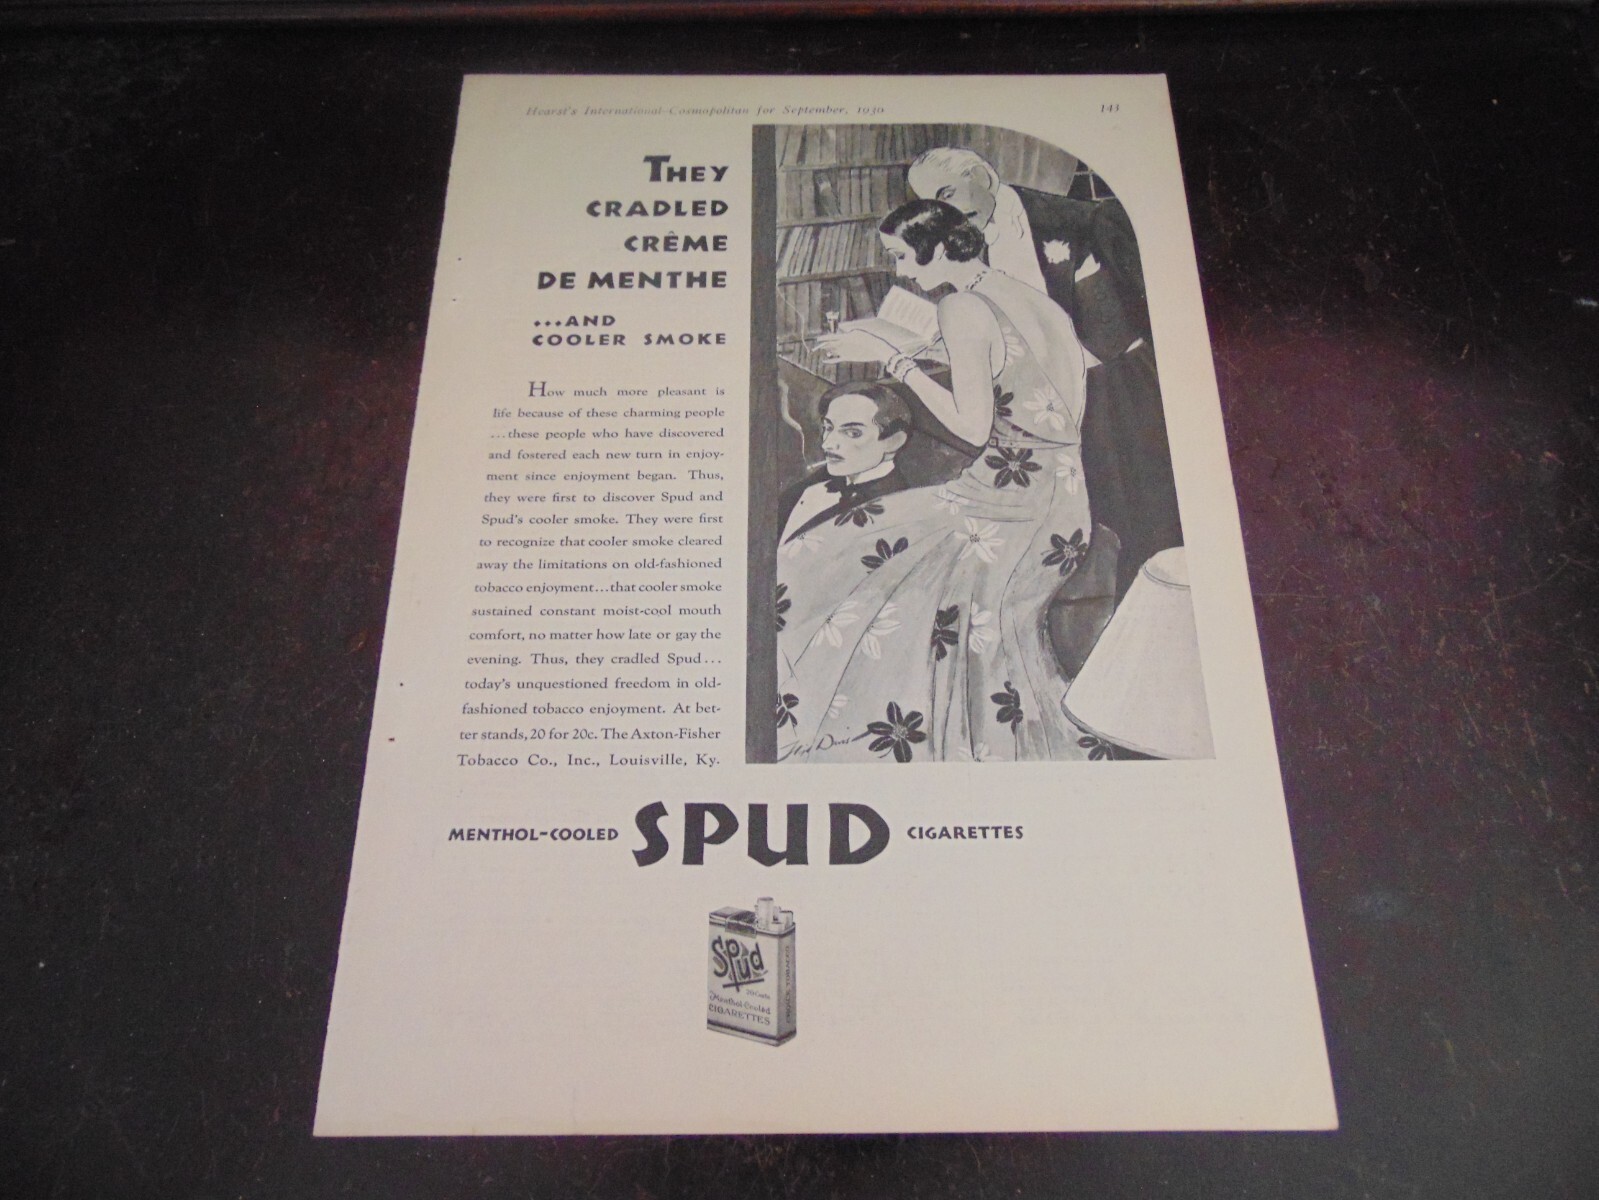 Hearst's International-Cosmopolitan for September, 1930
143
THEY
CRADLED
CRÊME
DE MENTHE
...AND
COOLER SMOKE
How much more pleasant is
life because of these charming people
...these people who have discovered
and fostered each new turn in enjoy-
ment since enjoyment began. Thus,
they were first to discover Spud and
Spud's cooler smoke. They were first
to recognize that cooler smoke cleared
away the limitations on old-fashioned
tobacco enjoyment...that cooler smoke
sustained constant moist-cool mouth
comfort, no matter how late or gay the
evening. Thus, they cradled Spud...
today's unquestioned freedom in old-
fashioned tobacco enjoyment. At bet-
ter stands, 20 for 20c. The Axton-Fisher
Tobacco Co., Inc., Louisville, Ky.
MENTHOL-COOLED SPUD CIGARETTES
Spud
Menthol-Cooled
CIGARETTES